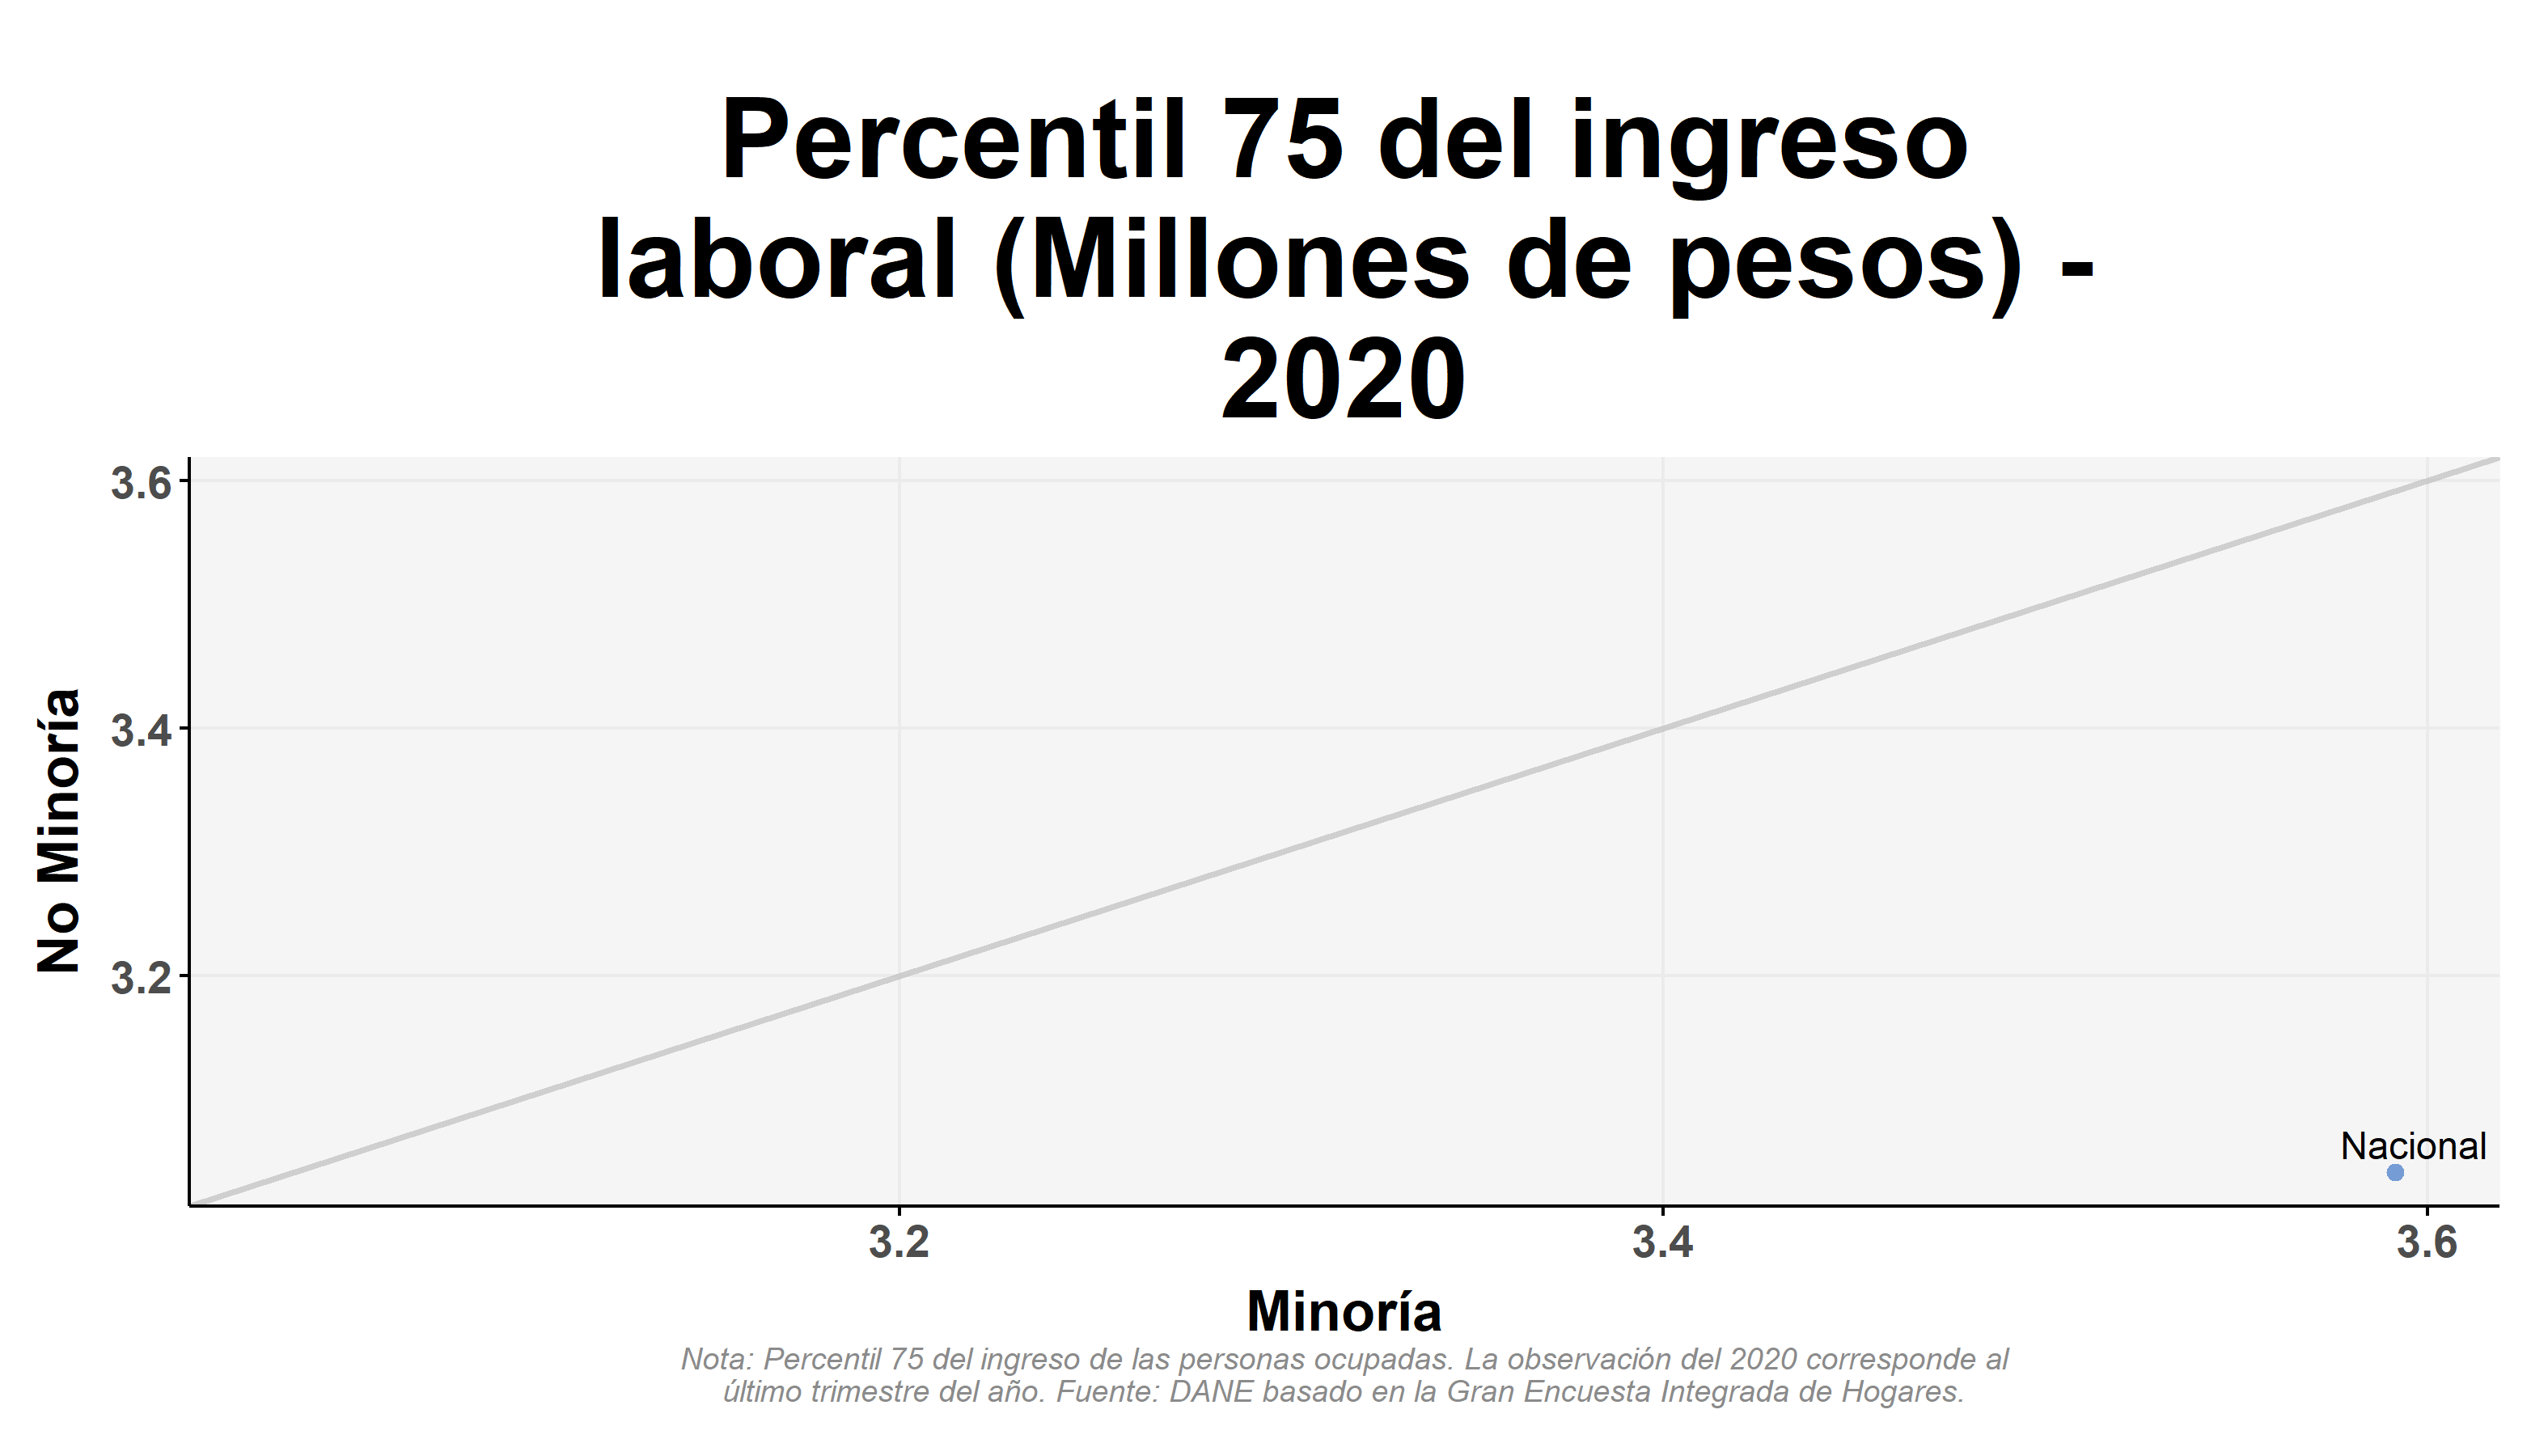 Percentil 75 del ingreso
laboral (Millones de pesos) -
2020
3.6
3.4
3.2
No Minoría
Nacional
3.2
3.4
3.6
Minoría
Nota: Percentil 75 del ingreso de las personas ocupadas. La observación del 2020 corresponde al
último trimestre del año. Fuente: DANE basado en la Gran Encuesta Integrada de Hogares.